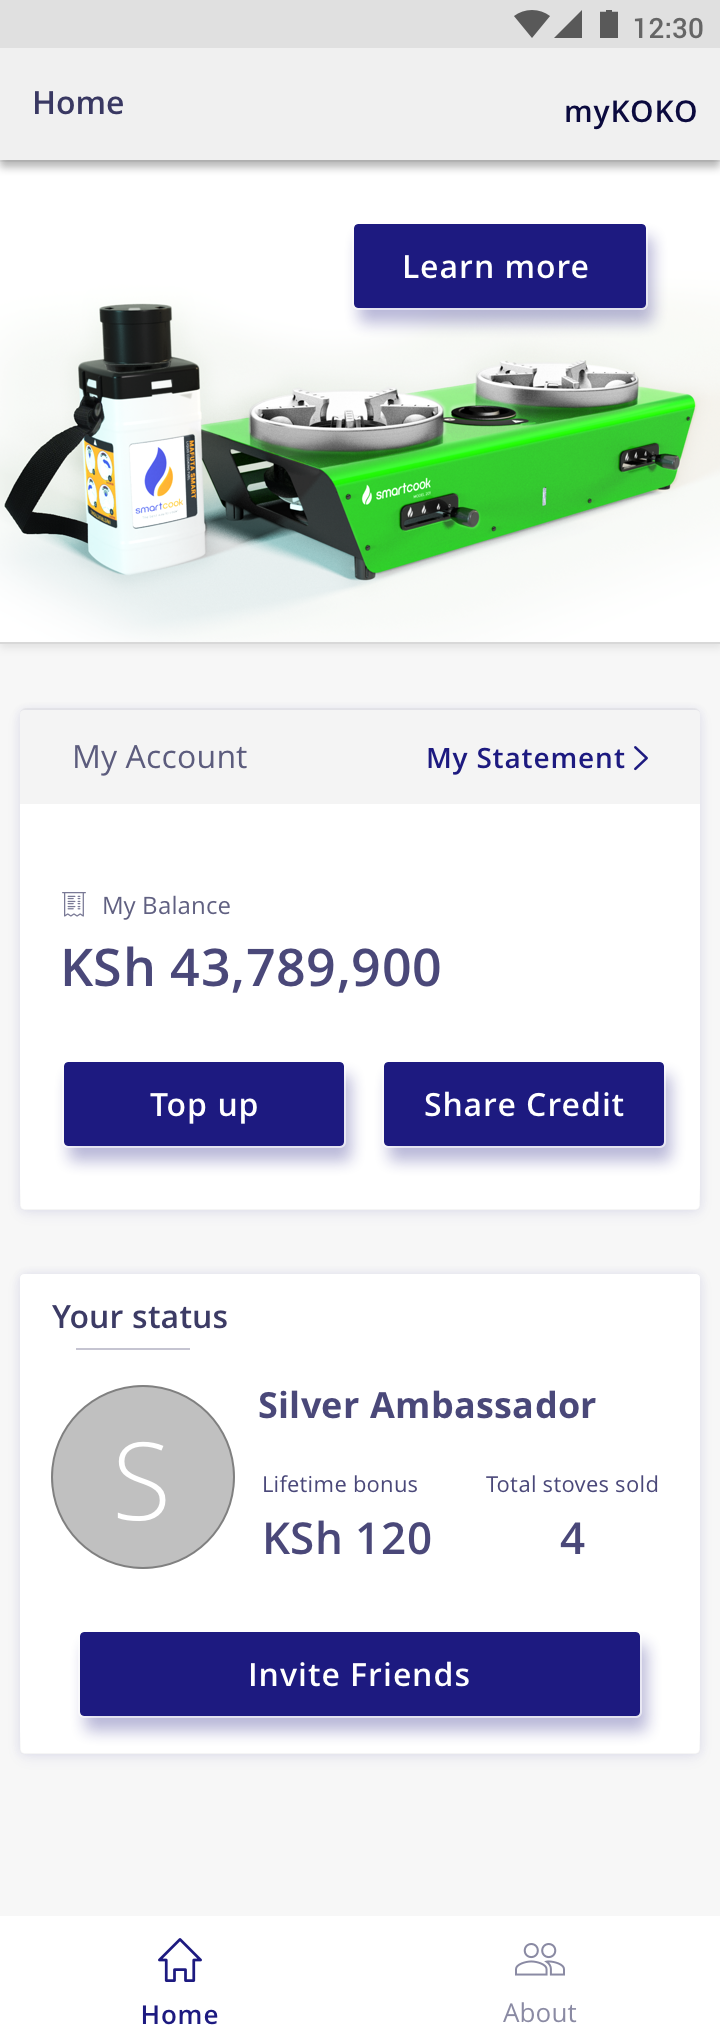 12:30
Home
myKOKO
Learn more
MAFUTA SMART
smartcook
smartcook
My Account
My Statement
My Balance
KSh 43,789,900
Top up
Share Credit
Your status
S
Silver Ambassador
Lifetime bonus
Total stoves sold
KSh 120
4
Invite Friends
Home
About